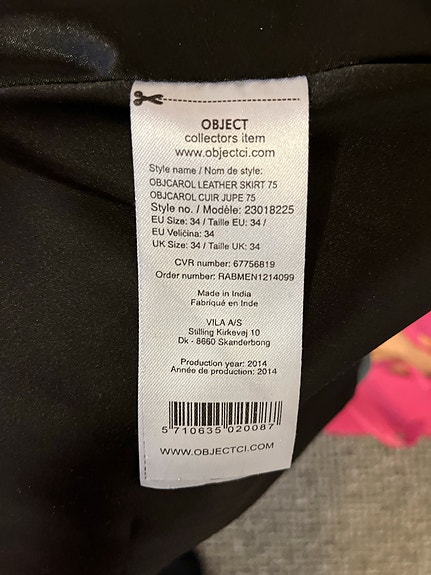 OBJECT
collectors item
www.objectci.com
Style name / Nom de style:
OBJCAROL LEATHER SKIRT 75
OBJCAROL CUIR JUPE 75
Style no. / Modèle: 23018225
EU Size: 34 / Taille EU: 34 /
EU Veličina: 34
UK Size: 34 / Taille UK: 34
CVR number: 67756819
Order number: RABMEN1214099
Made in India
Fabriqué en Inde
VILA A/S
Stilling Kirkevej 10
Dk - 8660 Skanderbong
Production year: 2014
Année de production: 2014
5 710635 020087
WWW.OBJECTCI.COM